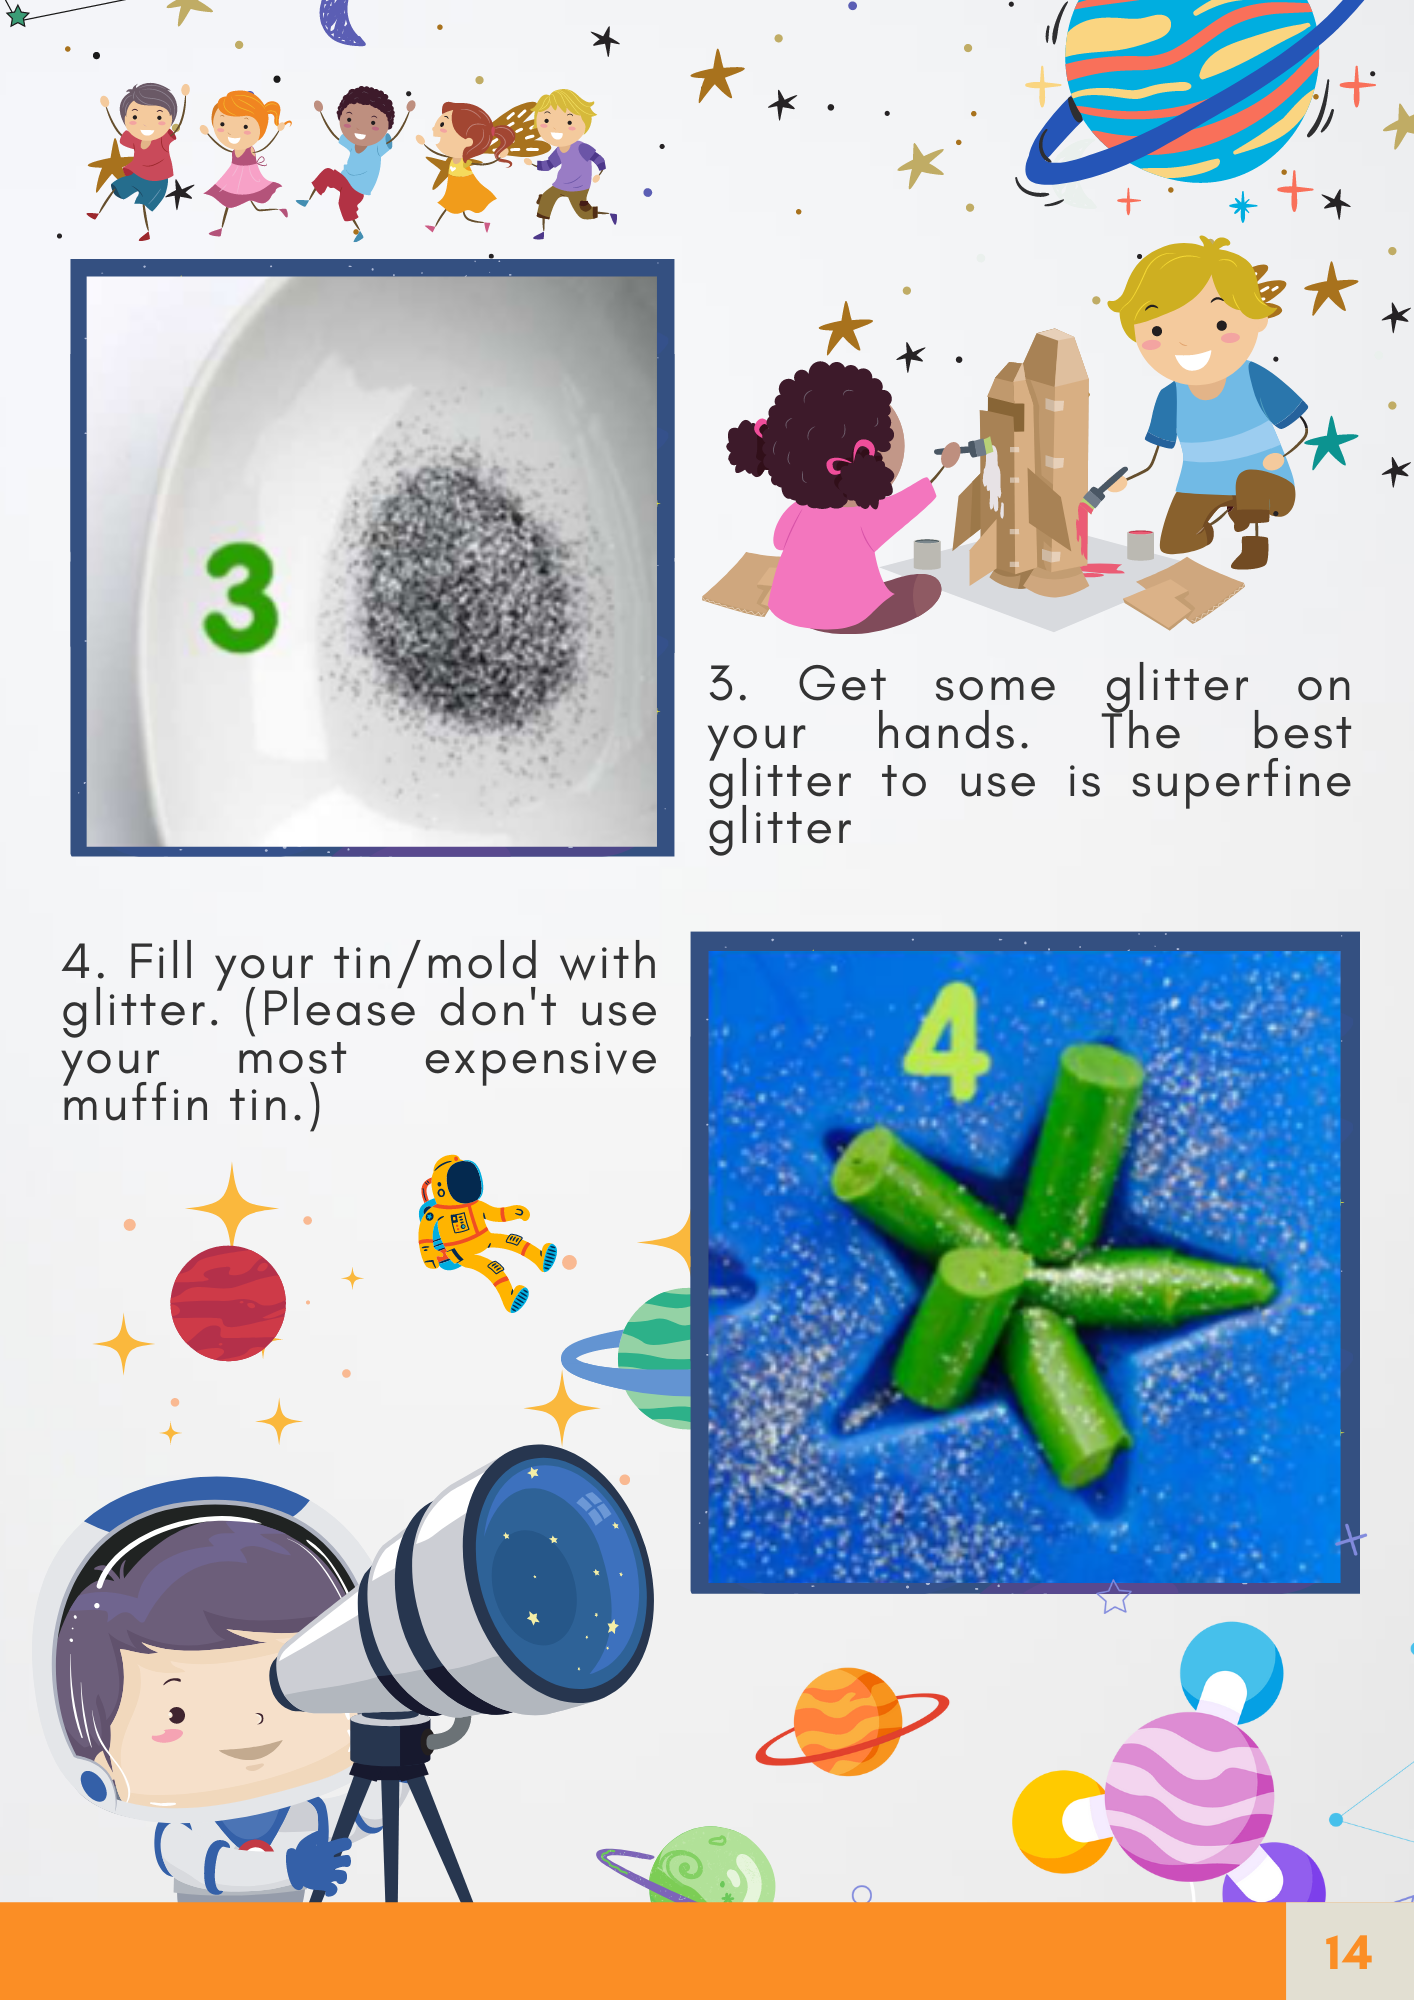 3
3. Get some glitter on
your hands. The best
glitter to use is superfine
glitter
4. Fill your tin/mold with
glitter. (Please don't use
your most expensive
muffin tin.)
4
14